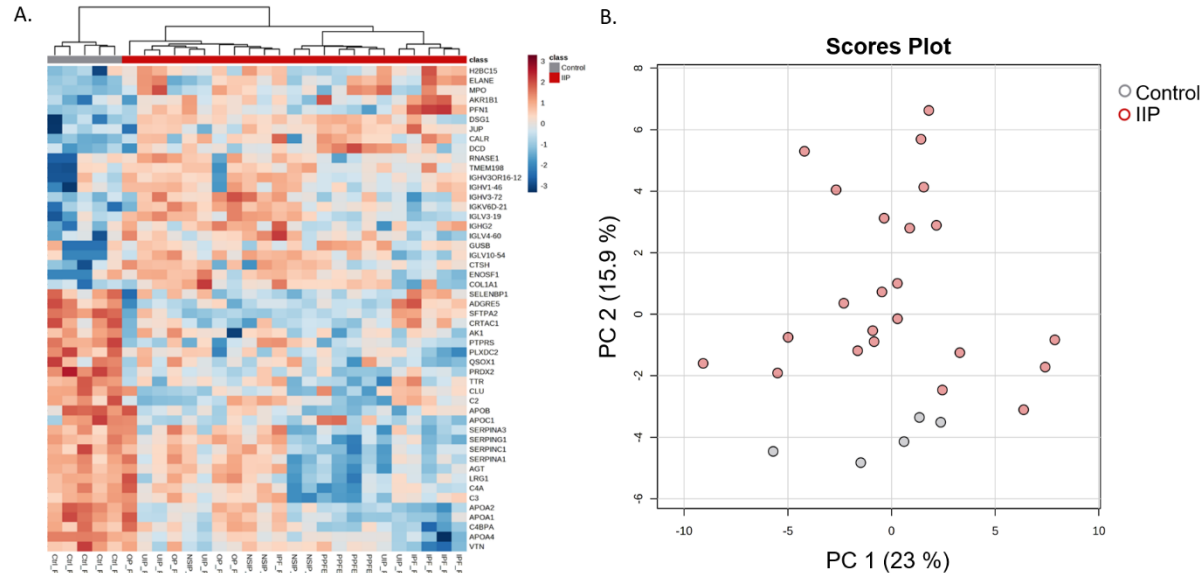 A.
class
H2BC15
ELANE
MPO
AKR1B1
PFN1
DSG1
JUP
CALR
DCD
RNASE1
TMEM198
IGHV3OR16-12
IGHV1-46
IGHV3-72
IGKV6D-21
IGLV3-19
IGHG2
IGLV4-60
GUSB
IGLV10-54
CTSH
ENOSF1
COL1A1
SELENBP1
ADGRE5
SFTPA2
CRTAC1
AK1
PTPRS
PLXDC2
QSOX1
PRDX2
TTR
CLU
C2
APOB
APOC1
SERPINA3
SERPING1
SERPINC1
SERPINA1
AGT
LRG1
C4A
C3
APOA2
APOA1
C4BPA
APOA4
VTN
3
2
1
0
-1
-2
-3
class
Control
IIP
B.
Scores Plot
Control
IIP
PC 2 (15.9 %)
8
6
4
2
0
-2
-4
-6
-10
-5
0
5
10
PC 1 (23 %)